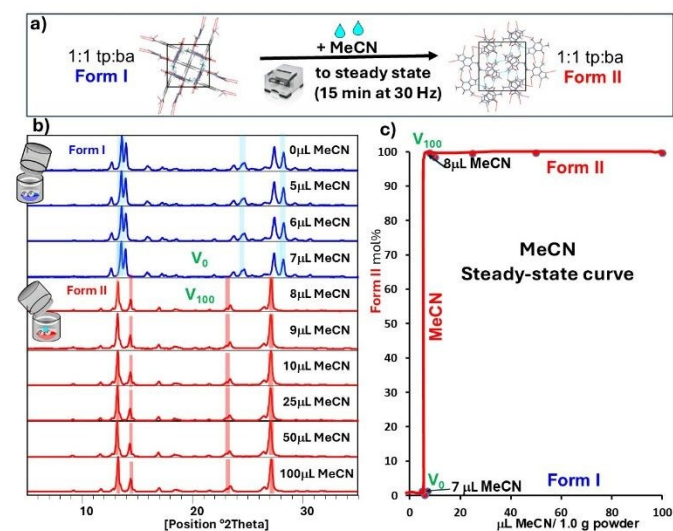 a)
1:1 tp:ba
Form I
+ MeCN
to steady state
(15 min at 30 Hz)
1:1 tp:ba
Form II
b)
Form I
0µL MeCN
5µL MeCN
6µL MeCN
V0
7µL MeCN
Form II
V100
8µL MeCN
9µL MeCN
10µL MeCN
25µL MeCN
50µL MeCN
100µL MeCN
10
20
30
[Position °2Theta]
c)
V100
100
90
80
70
60
50
40
30
20
10
0
Form II mol%
8µL MeCN
Form II
MeCN
Steady-state curve
MeCN
V0
7 µL MeCN
Form I
0
20
40
60
80
100
µL MeCN/ 1.0 g powder